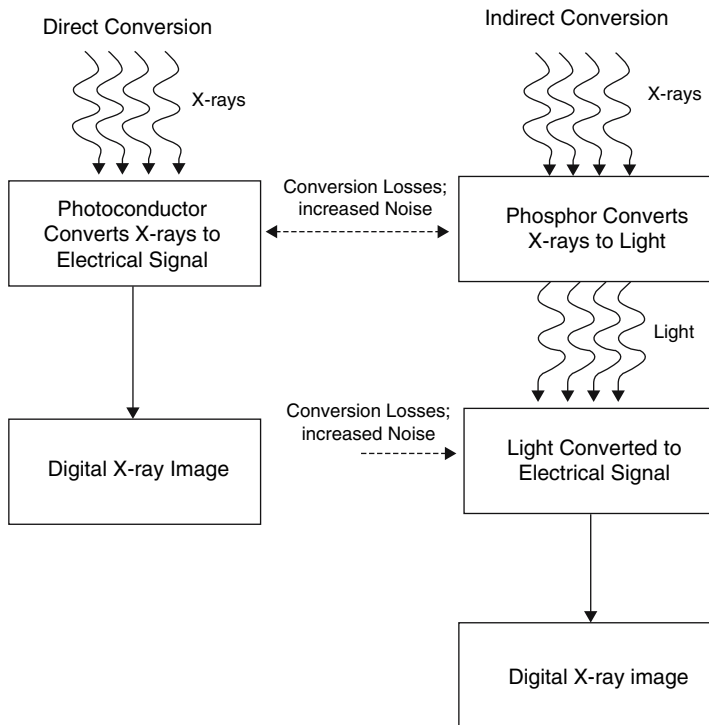 Direct Conversion
X-rays
Photoconductor
Converts X-rays to
Electrical Signal
Digital X-ray Image
Conversion Losses;
increased Noise
Conversion Losses;
increased Noise
Indirect Conversion
X-rays
Phosphor Converts
X-rays to Light
Light
Light Converted to
Electrical Signal
Digital X-ray image